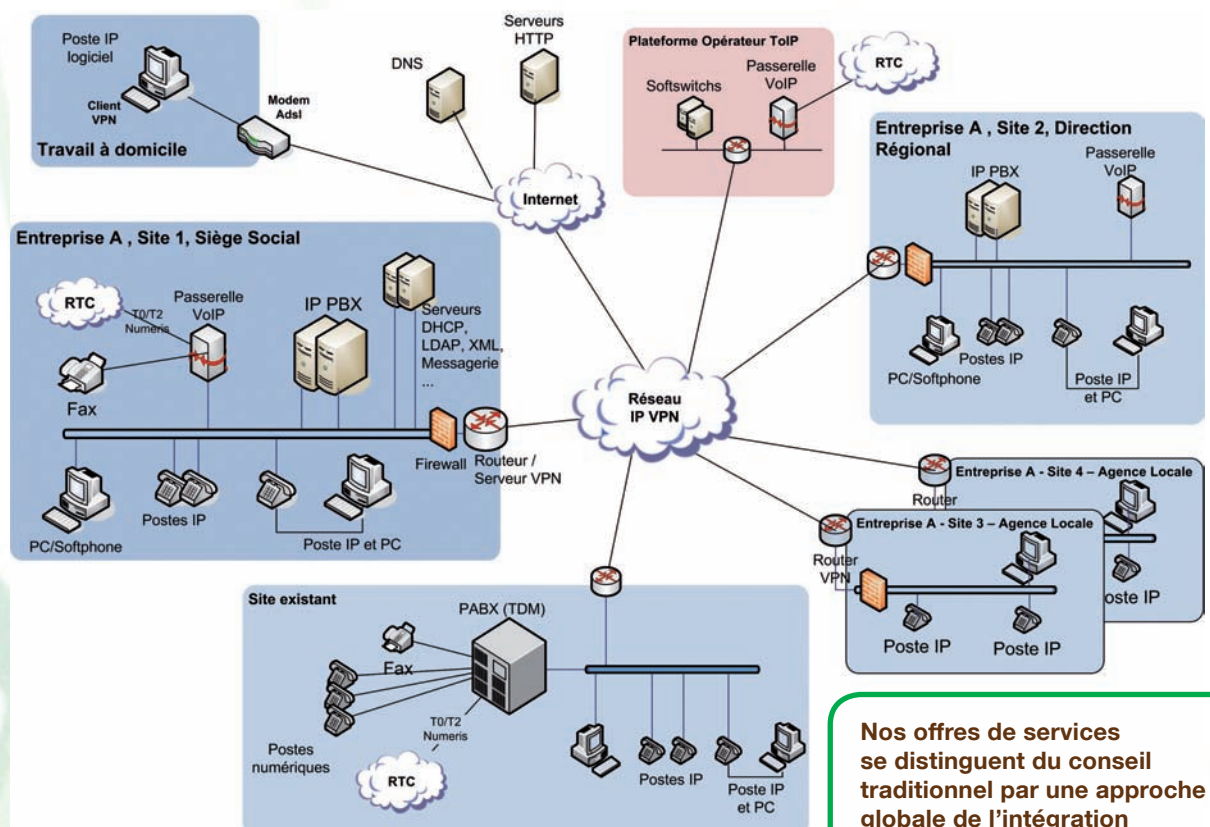 Poste IP
logiciel
Client
VPN
Modem
Adsl
Travail à domicile
DNS
Serveurs
HTTP
Internet
Plateforme Opérateur ToIP
Softswitchs
Passerelle
VoIP
RTC
Entreprise A , Site 2, Direction
Régional
IP PBX
Passerelle
VoIP
PC/Softphone
Postes IP
Poste IP
et PC
Entreprise A , Site 1, Siège Social
RTC
T0/T2
Numeris
Passerelle
VoIP
Fax
IP PBX
Serveurs
DHCP,
LDAP, XML,
Messagerie
...
Firewall
Routeur /
Serveur VPN
PC/Softphone
Postes IP
Poste IP et PC
Réseau
IP VPN
Entreprise A - Site 4 – Agence Locale
Router
oste IP
Entreprise A - Site 3 – Agence Locale
Router
VPN
Poste IP
Poste IP
Site existant
PABX (TDM)
Fax
Postes
numériques
T0/T2
Numeris
RTC
Postes IP
Poste IP
et PC
Nos offres de services
se distinguent du conseil
traditionnel par une approche
globale de l'intégration